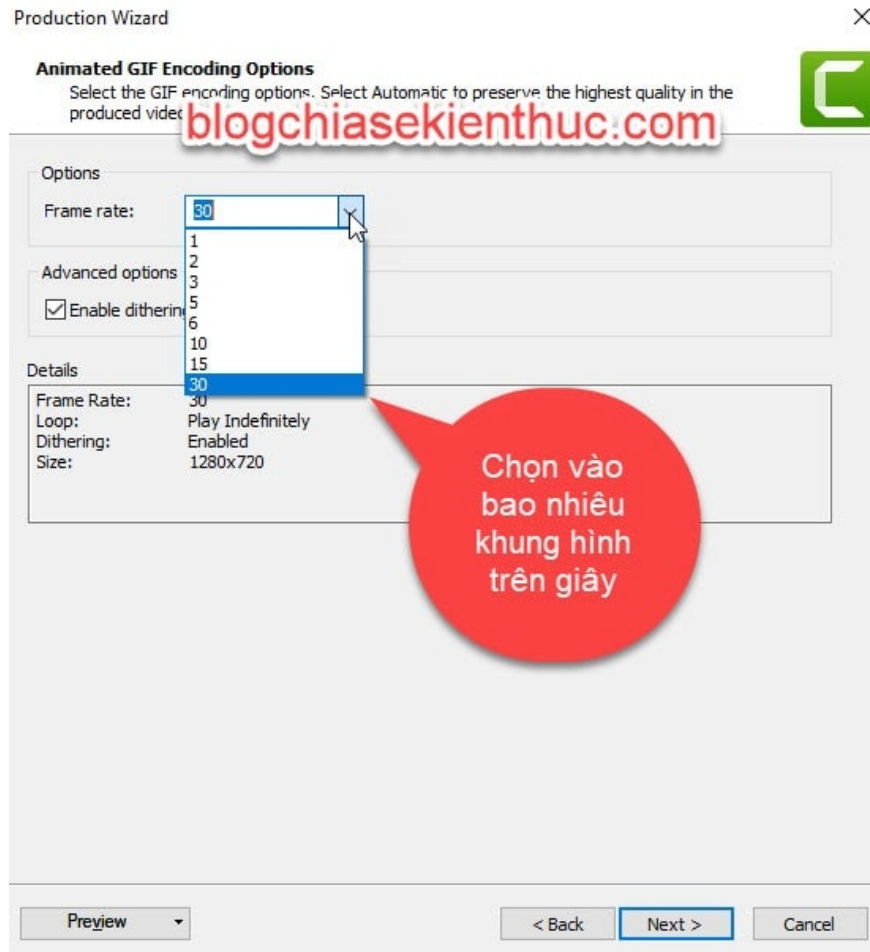 Production Wizard
Animated GIF Encoding Options
Select the GIF encoding options. Select Automatic to preserve the highest quality in the
produced video
blogchiasekienthuc.com
Options
Frame rate:
30
1
2
3
5
6
10
15
30
Advanced options
Enable dithering
Details
Frame Rate: 30
Loop: Play Indefinitely
Dithering: Enabled
Size: 1280x720
Chọn vào
bao nhiêu
khung hình
trên giây
Preview
< Back
Next >
Cancel